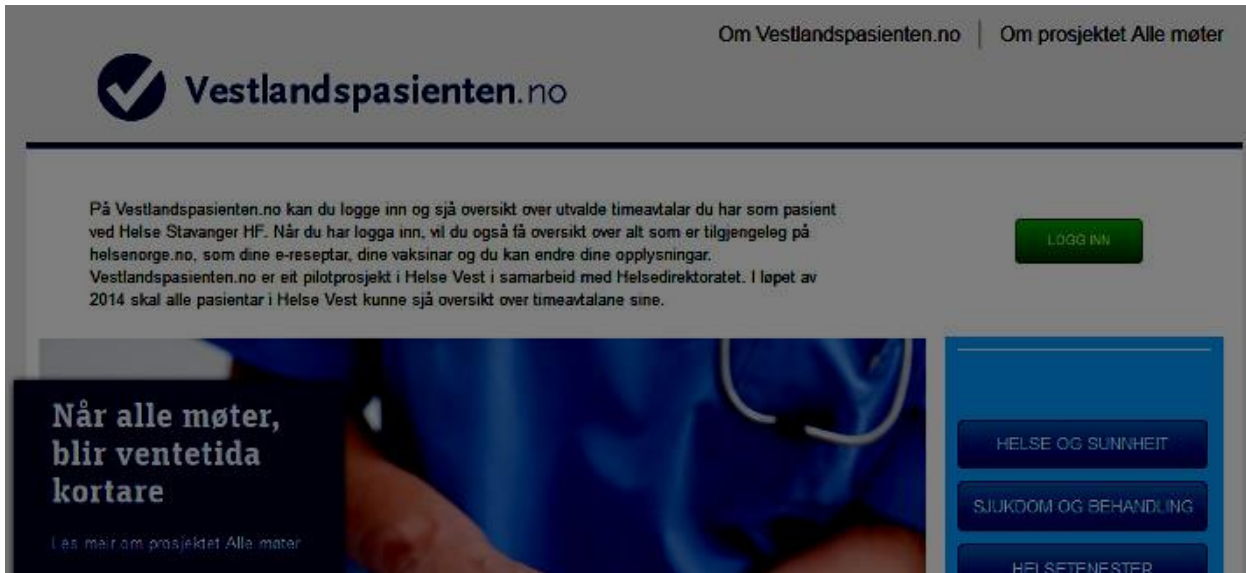 Om Vestlandspasienten.no | Om prosjektet Alle møter
Vestlandspasienten.no
På Vestlandspasienten.no kan du logge inn og sjå oversikt over utvalde timeavtalar du har som pasient
ved Helse Stavanger HF. Når du har logga inn, vil du også få oversikt over alt som er tilgjengeleg på
helsenorge.no, som dine e-reseptar, dine vaksinar og du kan endre dine opplysningar.
Vestlandspasienten.no er eit pilotprosjekt i Helse Vest i samarbeid med Helsedirektoratet. I løpet av
2014 skal alle pasientar i Helse Vest kunne sjå oversikt over timeavtalane sine.
LOGG INN
Når alle møter,
blir ventetida
kortare
Les meir om prosjektet Alle møter
HELSE OG SUNNHEIT
SJUKDOM OG BEHANDLING
HELSETENESTER